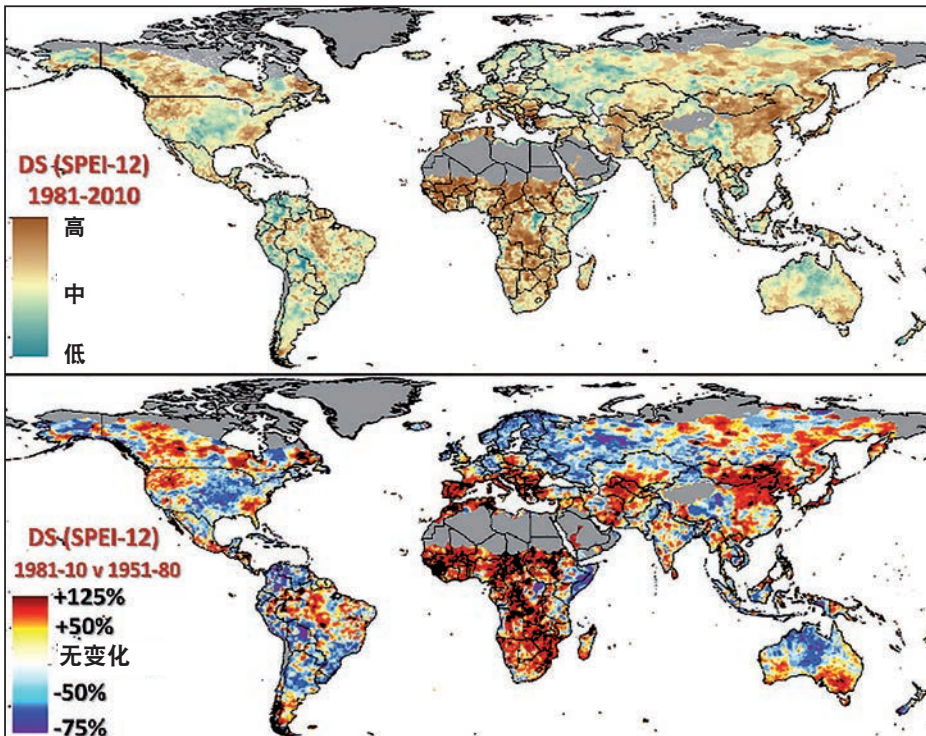 DS (SPEI-12)
1981-2010
高
中
低
DS (SPEI-12)
1981-10 v 1951-80
+125%
+50%
无变化
-50%
-75%